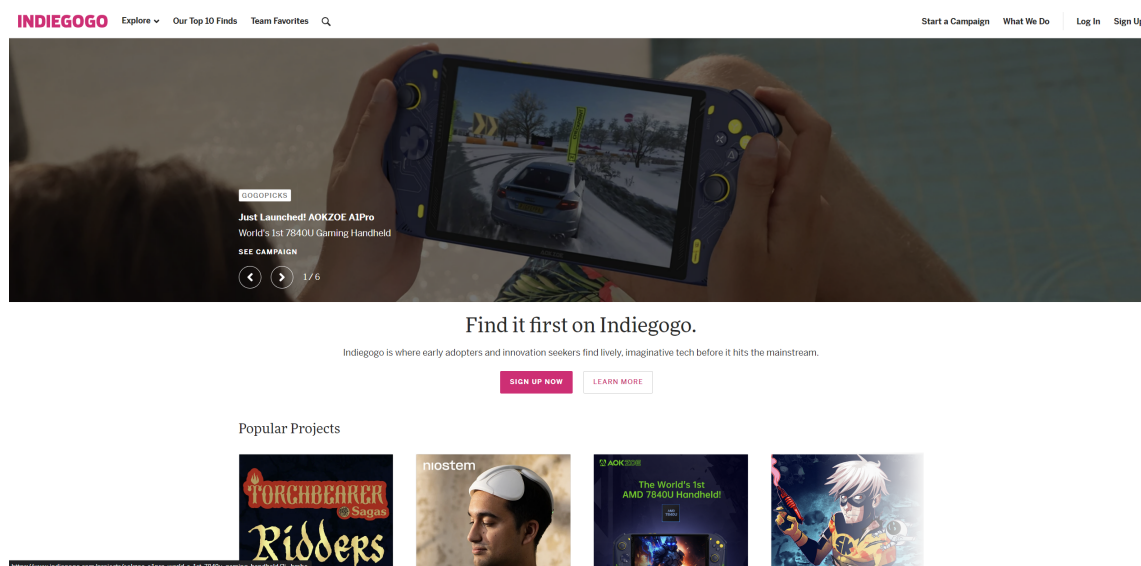 INDIEGOGO Explore Our Top 10 Finds Team Favorites Start a Campaign What We Do Log In Sign Up
GOGOPICKS
Just Launched! AOKZOE A1Pro
World's 1st 7840U Gaming Handheld
SEE CAMPAIGN
1/6
Find it first on Indiegogo.
Indiegogo is where early adopters and innovation seekers find lively, imaginative tech before it hits the mainstream.
SIGN UP NOW LEARN MORE
Popular Projects
TORCHBEARER
Sagas
Ridders
niostem
AOKZOE
The World's 1st
AMD 7840U Handheld!